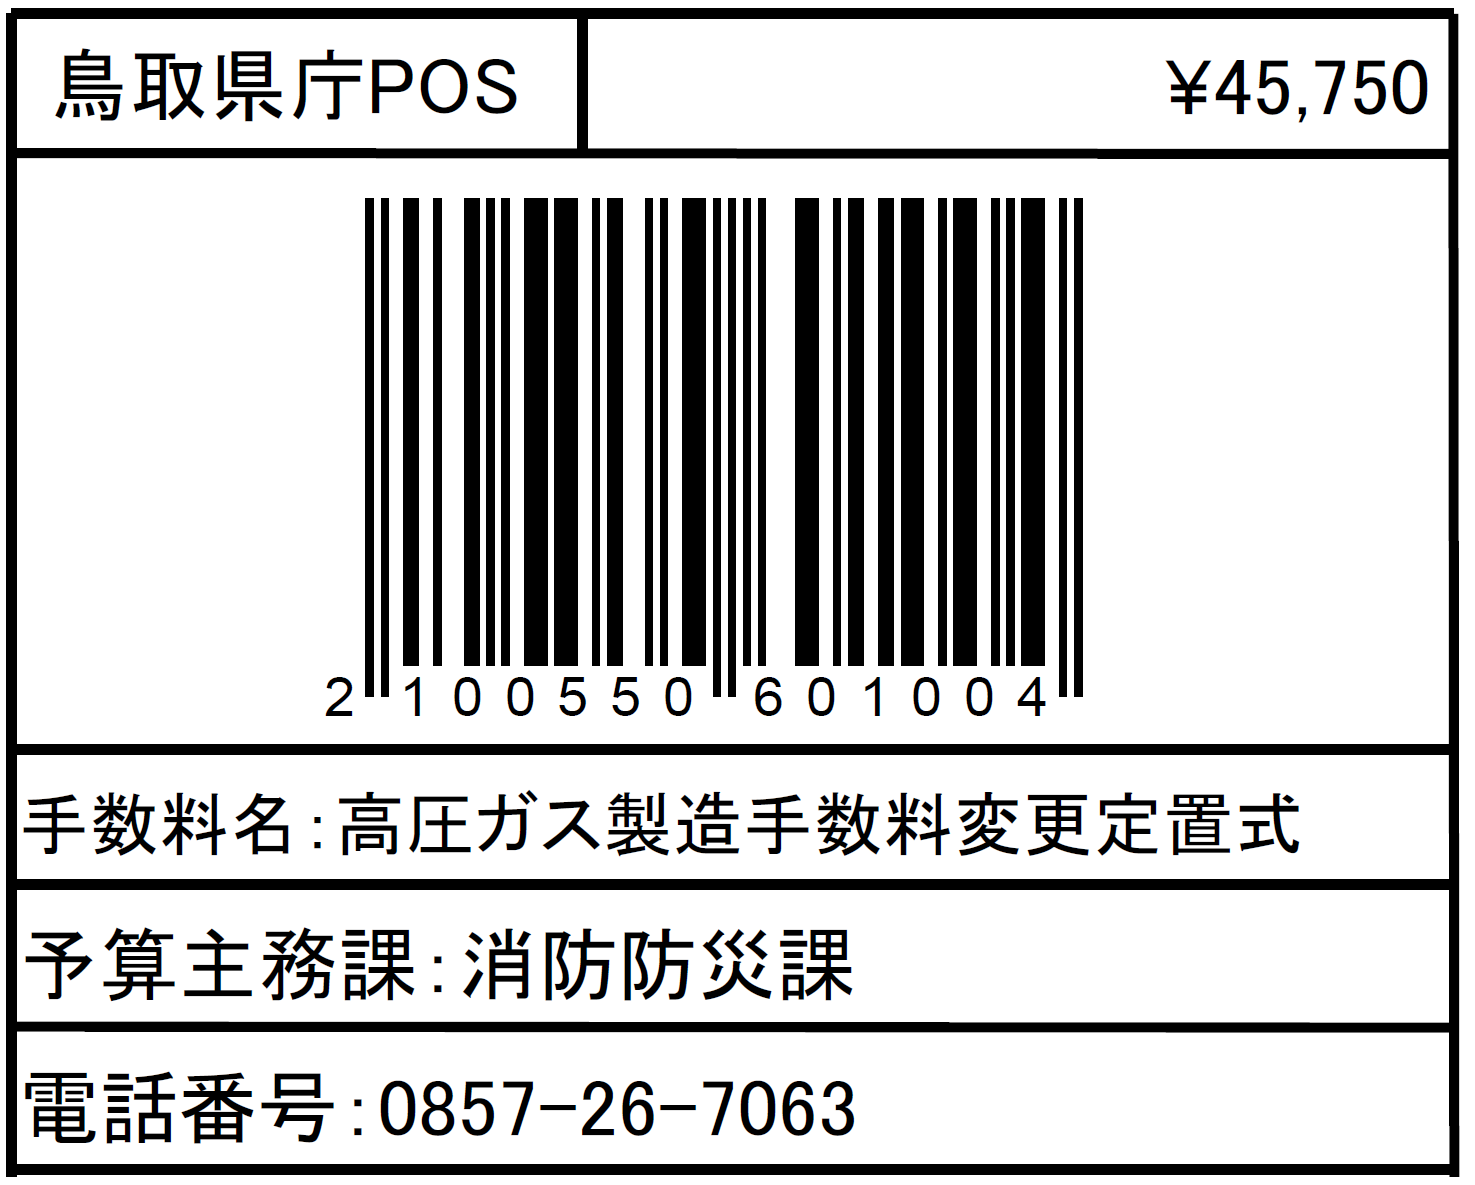 鳥取県庁POS
¥45,750
2 100550 601004
手数料名:高圧ガス製造手数料変更定置式
予算主務課:消防防災課
電話番号:0857-26-7063